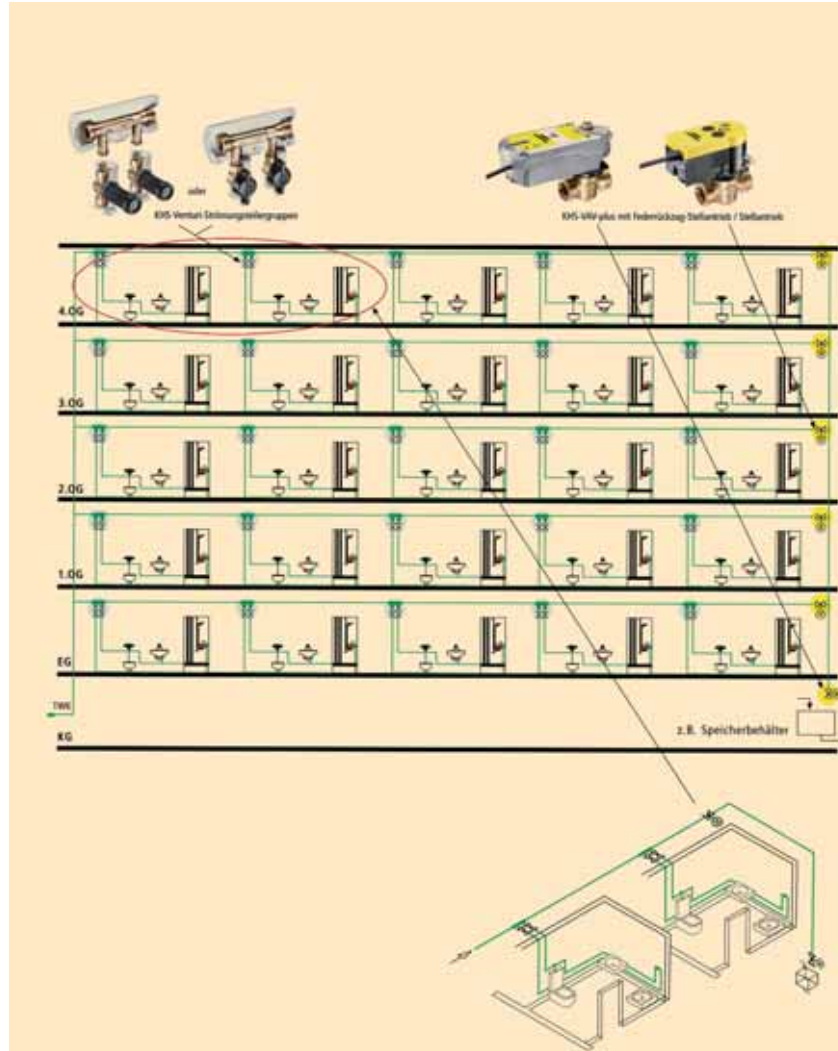 oder
KHS-Venturi-Strömungsteilergruppen
KHS-VAV-plus mit Federrückzug-Stellantrieb / Stellantrieb
4.OG
3.OG
2.OG
1.OG
EG
TWK
KG
z.B. Speicherbehälter